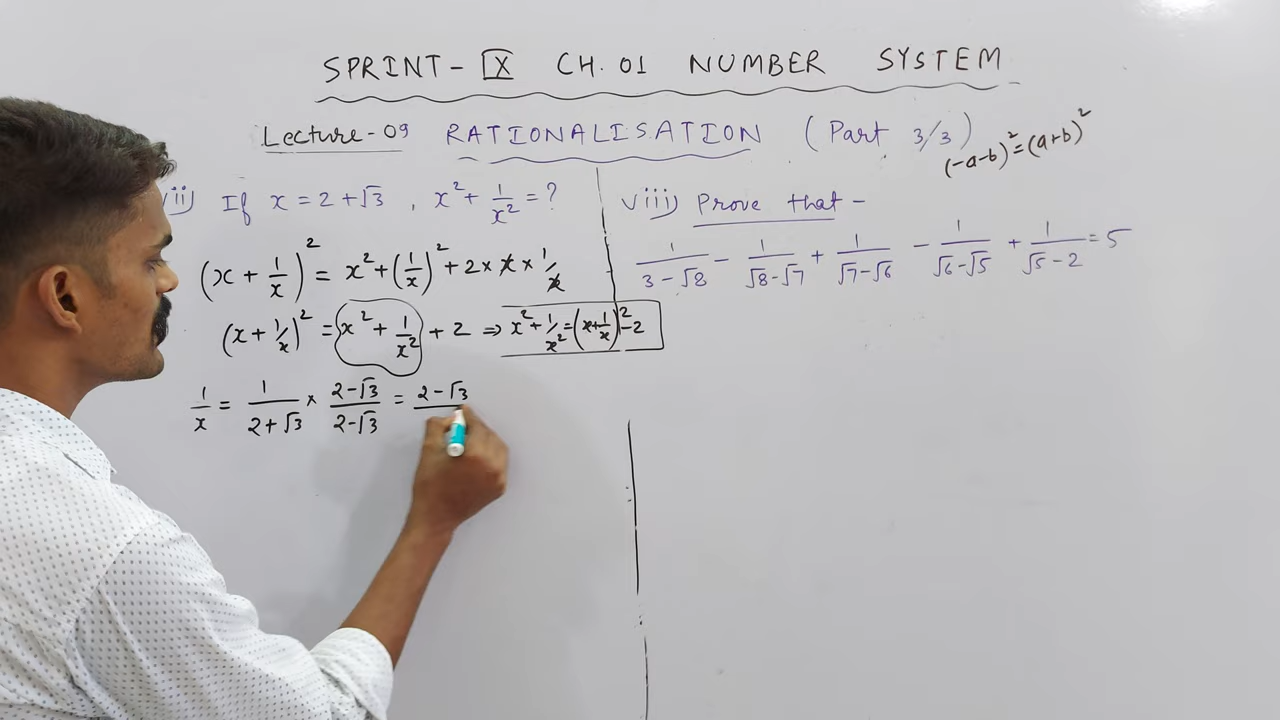 SPRINT - IX CH. 01 NUMBER SYSTEM
Lecture - 09 RATIONALISATION (Part 3/3)
(-a-b)² = (a+b)²
ii) If x = 2 + √3 , x² + 1/x² = ?
(x + 1/x)² = x² + (1/x)² + 2 × x × 1/x
(x + 1/x)² = x² + 1/x² + 2 ⇒ x² + 1/x² = (x + 1/x)² - 2
1/x = 1/(2+√3) × (2-√3)/(2-√3) = 2-√3
viii) Prove that -
1/(3-√8) - 1/(√8-√7) + 1/(√7-√6) - 1/(√6-√5) + 1/(√5-2) = 5